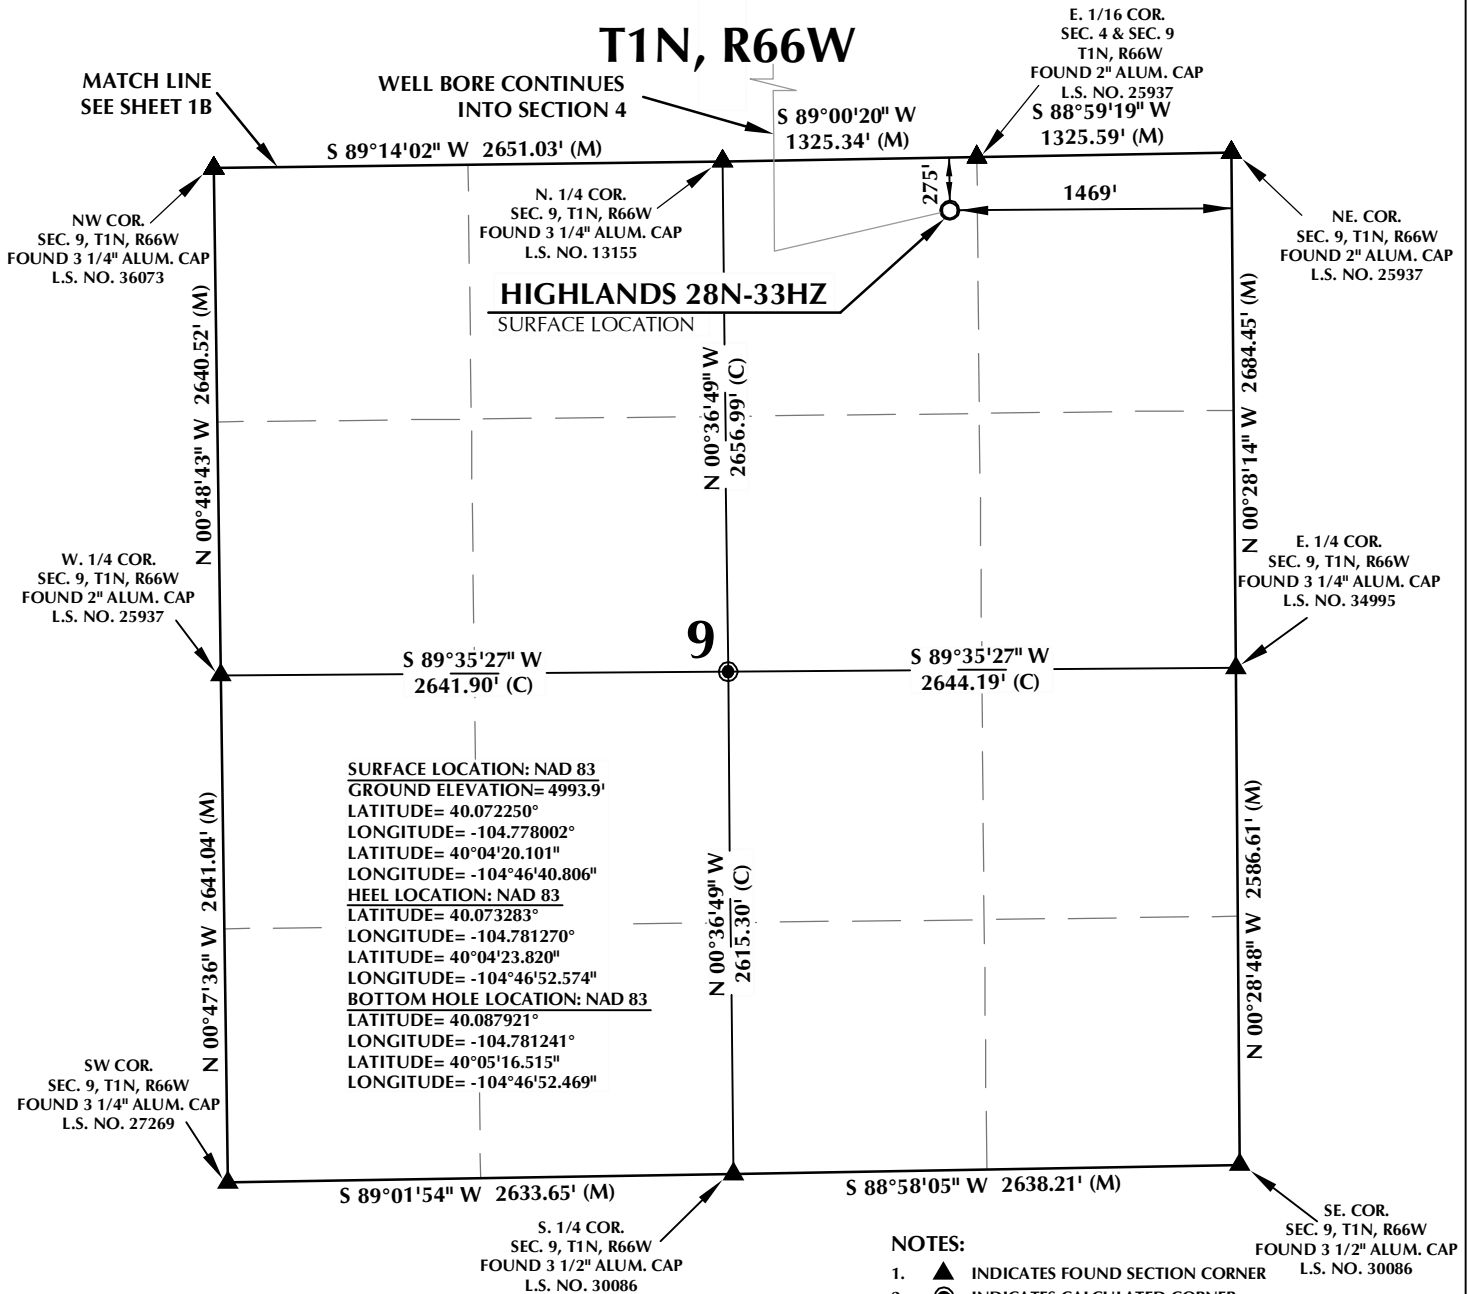 T1N, R66W
MATCH LINE
SEE SHEET 1B
WELL BORE CONTINUES
INTO SECTION 4
E. 1/16 COR.
SEC. 4 & SEC. 9
T1N, R66W
FOUND 2" ALUM. CAP
L.S. NO. 25937
S 89°14'02" W 2651.03' (M)
S 89°00'20" W
1325.34' (M)
S 88°59'19" W
1325.59' (M)
275'
1469'
NW COR.
SEC. 9, T1N, R66W
FOUND 3 1/4" ALUM. CAP
L.S. NO. 36073
N. 1/4 COR.
SEC. 9, T1N, R66W
FOUND 3 1/4" ALUM. CAP
L.S. NO. 13155
NE. COR.
SEC. 9, T1N, R66W
FOUND 2" ALUM. CAP
L.S. NO. 25937
HIGHLANDS 28N-33HZ
SURFACE LOCATION
N 00°48'43" W 2640.52' (M)
N 00°36'49" W
2656.99' (C)
N 00°28'14" W 2684.45' (M)
W. 1/4 COR.
SEC. 9, T1N, R66W
FOUND 2" ALUM. CAP
L.S. NO. 25937
E. 1/4 COR.
SEC. 9, T1N, R66W
FOUND 3 1/4" ALUM. CAP
L.S. NO. 34995
9
S 89°35'27" W
2641.90' (C)
S 89°35'27" W
2644.19' (C)
SURFACE LOCATION: NAD 83
GROUND ELEVATION= 4993.9'
LATITUDE= 40.072250°
LONGITUDE= -104.778002°
LATITUDE= 40°04'20.101"
LONGITUDE= -104°46'40.806"
HEEL LOCATION: NAD 83
LATITUDE= 40.073283°
LONGITUDE= -104.781270°
LATITUDE= 40°04'23.820"
LONGITUDE= -104°46'52.574"
BOTTOM HOLE LOCATION: NAD 83
LATITUDE= 40.087921°
LONGITUDE= -104.781241°
LATITUDE= 40°05'16.515"
LONGITUDE= -104°46'52.469"
N 00°47'36" W 2641.04' (M)
N 00°36'49" W
2615.30' (C)
N 00°28'48" W 2586.61' (M)
SW COR.
SEC. 9, T1N, R66W
FOUND 3 1/4" ALUM. CAP
L.S. NO. 27269
S 89°01'54" W 2633.65' (M)
S 88°58'05" W 2638.21' (M)
S. 1/4 COR.
SEC. 9, T1N, R66W
FOUND 3 1/2" ALUM. CAP
L.S. NO. 30086
SE. COR.
SEC. 9, T1N, R66W
FOUND 3 1/2" ALUM. CAP
L.S. NO. 30086
NOTES:
1. INDICATES FOUND SECTION CORNER
2. INDICATES CALCULATED CORNER